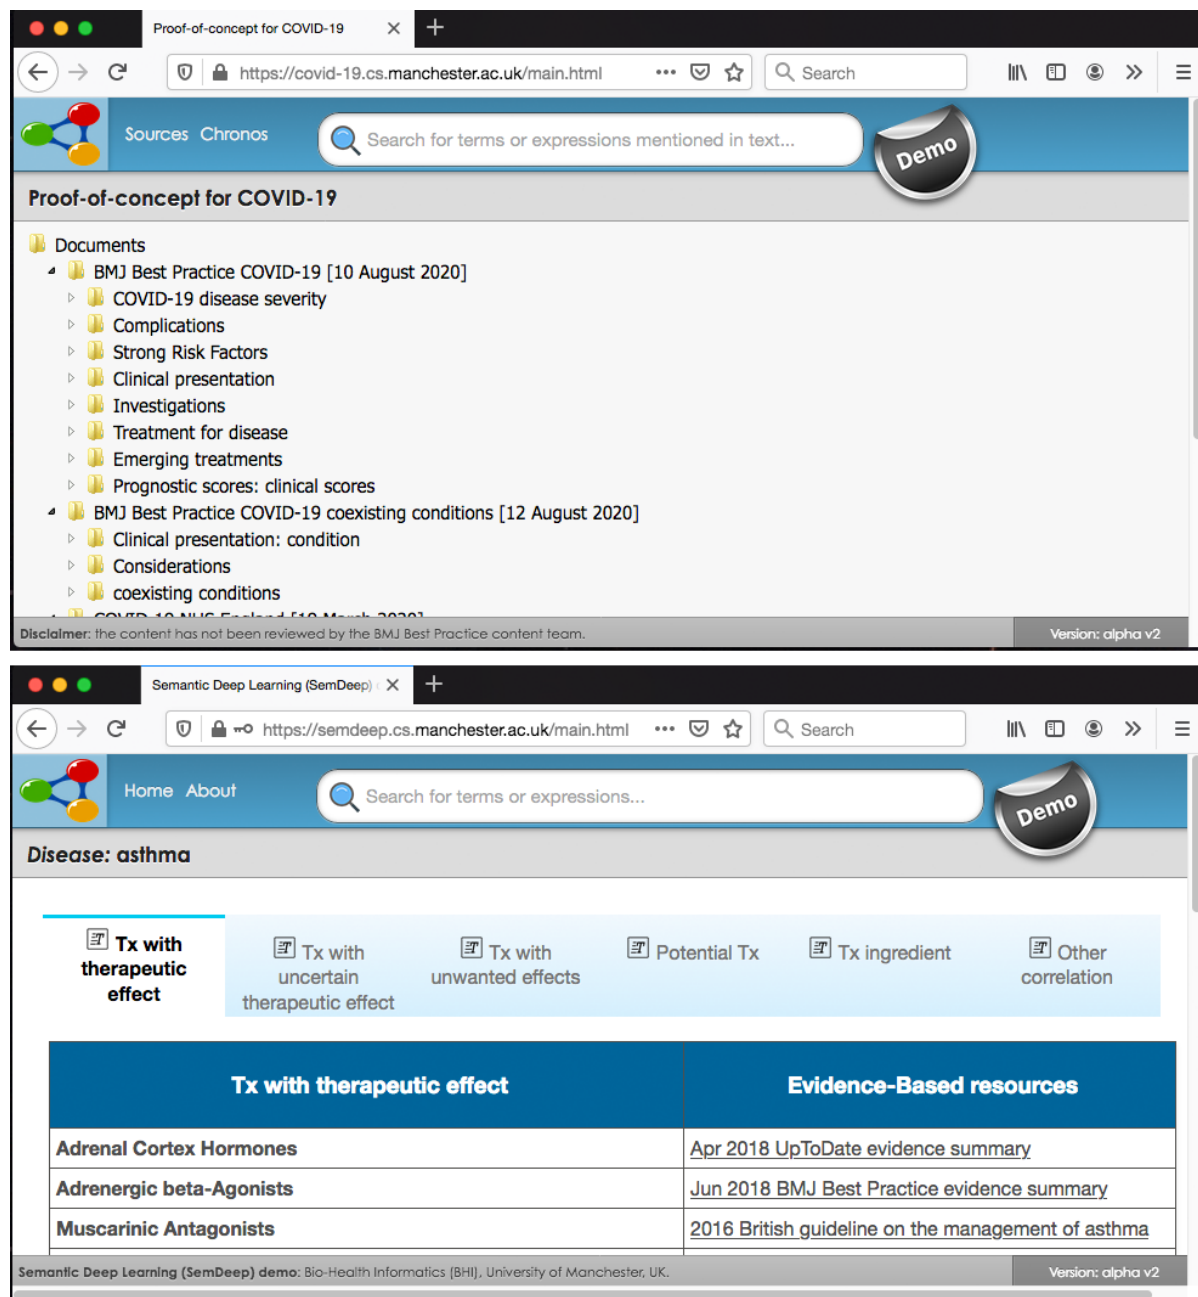 Proof-of-concept for COVID-19
https://covid-19.cs.manchester.ac.uk/main.html
Search
Sources Chronos
Search for terms or expressions mentioned in text...
Demo
Proof-of-concept for COVID-19
Documents
BMJ Best Practice COVID-19 [10 August 2020]
COVID-19 disease severity
Complications
Strong Risk Factors
Clinical presentation
Investigations
Treatment for disease
Emerging treatments
Prognostic scores: clinical scores
BMJ Best Practice COVID-19 coexisting conditions [12 August 2020]
Clinical presentation: condition
Considerations
coexisting conditions
COVID-19 NHS England [19 March 2020]
Disclaimer: the content has not been reviewed by the BMJ Best Practice content team.
Version: alpha v2
Semantic Deep Learning (SemDeep)
https://semdeep.cs.manchester.ac.uk/main.html
Search
Home About
Search for terms or expressions...
Demo
Disease: asthma
Tx with
therapeutic
effect
Tx with
uncertain
therapeutic effect
Tx with
unwanted effects
Potential Tx
Tx ingredient
Other
correlation
Tx with therapeutic effect
Evidence-Based resources
Adrenal Cortex Hormones
Apr 2018 UpToDate evidence summary
Adrenergic beta-Agonists
Jun 2018 BMJ Best Practice evidence summary
Muscarinic Antagonists
2016 British guideline on the management of asthma
Semantic Deep Learning (SemDeep) demo: Bio-Health Informatics (BHI), University of Manchester, UK.
Version: alpha v2